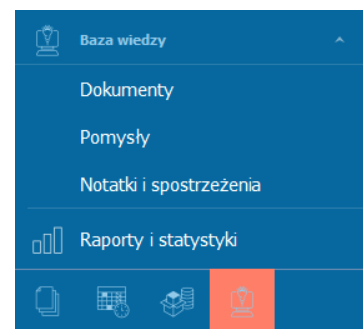 Baza wiedzy
Dokumenty
Pomysły
Notatki i spostrzeżenia
Raporty i statystyki